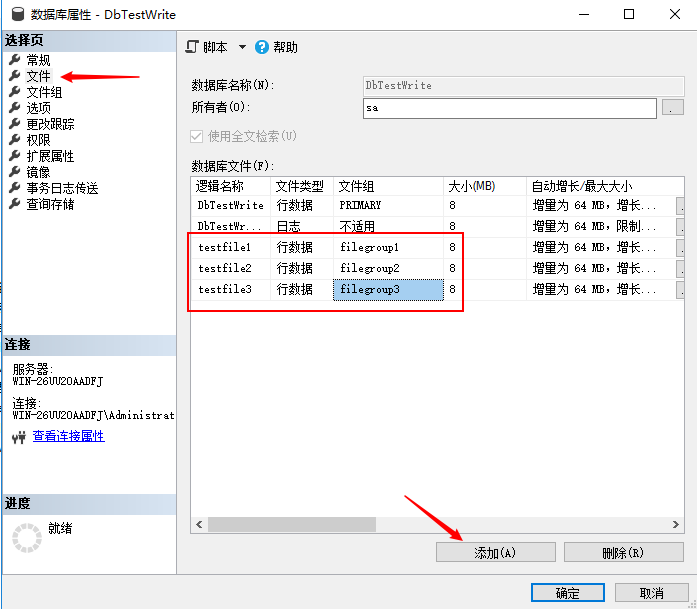 数据库属性 - DbTestWrite
选择页
常规
文件
文件组
选项
更改跟踪
权限
扩展属性
镜像
事务日志传送
查询存储
连接
服务器:
WIN-26UU2OAADFJ
连接:
WIN-26UU2OAADFJ\Administrat
查看连接属性
进度
就绪
脚本 帮助
数据库名称(N): DbTestWrite
所有者(O): sa .
使用全文检索(U)
数据库文件(F):
逻辑名称 文件类型 文件组 大小(MB) 自动增长/最大大小
DbTestWrite 行数据 PRIMARY 8 增量为 64 MB，增长...
DbTestWr... 日志 不适用 8 增量为 64 MB，限制...
testfile1 行数据 filegroup1 8 增量为 64 MB，增长...
testfile2 行数据 filegroup2 8 增量为 64 MB，增长...
testfile3 行数据 filegroup3 8 增量为 64 MB，增长...
添加(A) 删除(R)
确定 取消